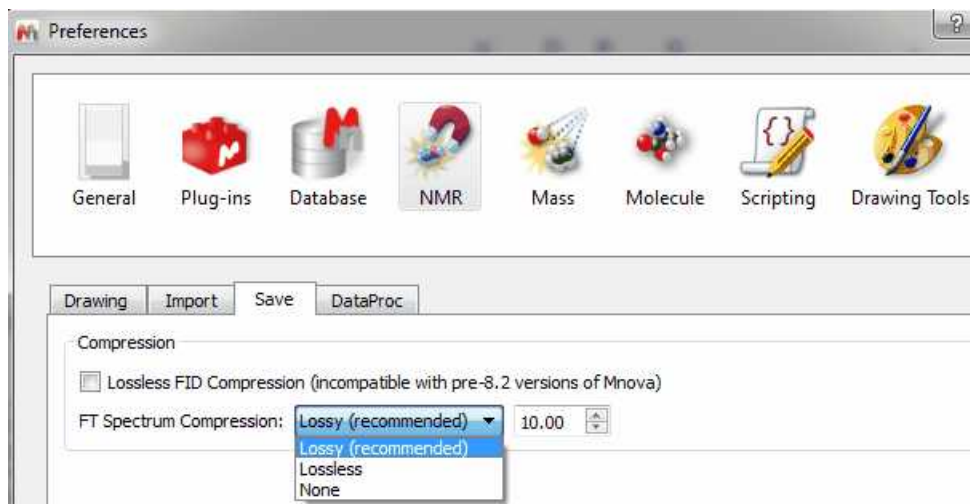 Preferences
General Plug-ins Database NMR Mass Molecule Scripting Drawing Tools
Drawing Import Save DataProc
Compression
Lossless FID Compression (incompatible with pre-8.2 versions of Mnova)
FT Spectrum Compression: Lossy (recommended) 10.00
Lossy (recommended)
Lossless
None